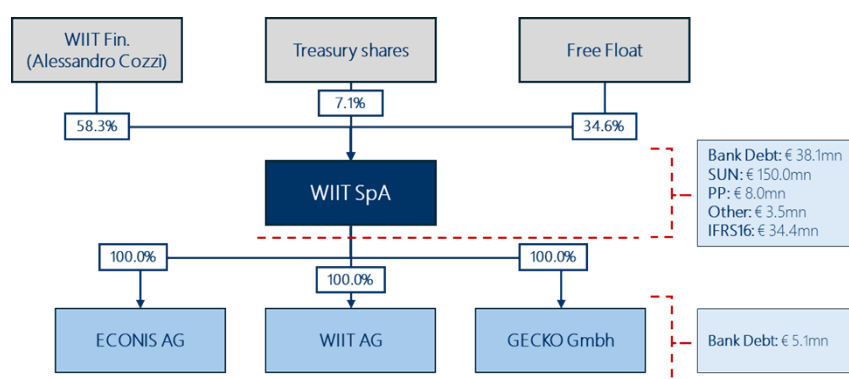 WIIT Fin.
(Alessandro Cozzi)
Treasury shares
Free Float
58.3%
7.1%
34.6%
WIIT SpA
Bank Debt: € 38.1mn
SUN: € 150.0mn
PP: € 8.0mn
Other: € 3.5mn
IFRS16: € 34.4mn
100.0%
100.0%
100.0%
ECONIS AG
WIIT AG
GECKO Gmbh
Bank Debt: € 5.1mn